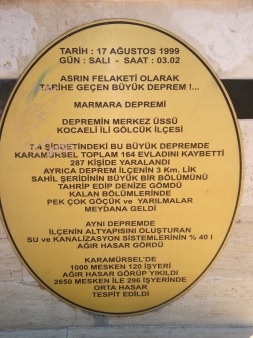 TARİH : 17 AĞUSTOS 1999
GÜN : SALI - SAAT : 03.02
ASRIN FELAKETİ OLARAK
TARİHE GEÇEN BÜYÜK DEPREM !...
MARMARA DEPREMİ
DEPREMİN MERKEZ ÜSSÜ
KOCAELİ İLİ GÖLCÜK İLÇESİ
7.4 ŞİDDETİNDEKİ BU BÜYÜK DEPREMDE
KARAMÜRSEL TOPLAM 164 EVLADINI KAYBETTİ
287 KİŞİDE YARALANDI
AYRICA DEPREM İLÇENİN 3 Km. LİK
SAHİL ŞERİDİNİN BÜYÜK BİR BÖLÜMÜNÜ
TAHRİP EDİP DENİZE GÖMDÜ
KALAN BÖLÜMLERİNDE
PEK ÇOK GÖÇÜK ve YARILMALAR
MEYDANA GELDİ
AYNI DEPREMDE
İLÇENİN ALTYAPISINI OLUŞTURAN
SU ve KANALİZASYON SİSTEMLERİNİN % 40 I
AĞIR HASAR GÖRDÜ
KARAMÜRSEL'DE
1000 MESKEN 120 İŞYERİ
AĞIR HASAR GÖRÜP YIKILDI
2650 MESKEN İLE 296 İŞYERİNDE
ORTA HASAR
TESPİT EDİLDİ